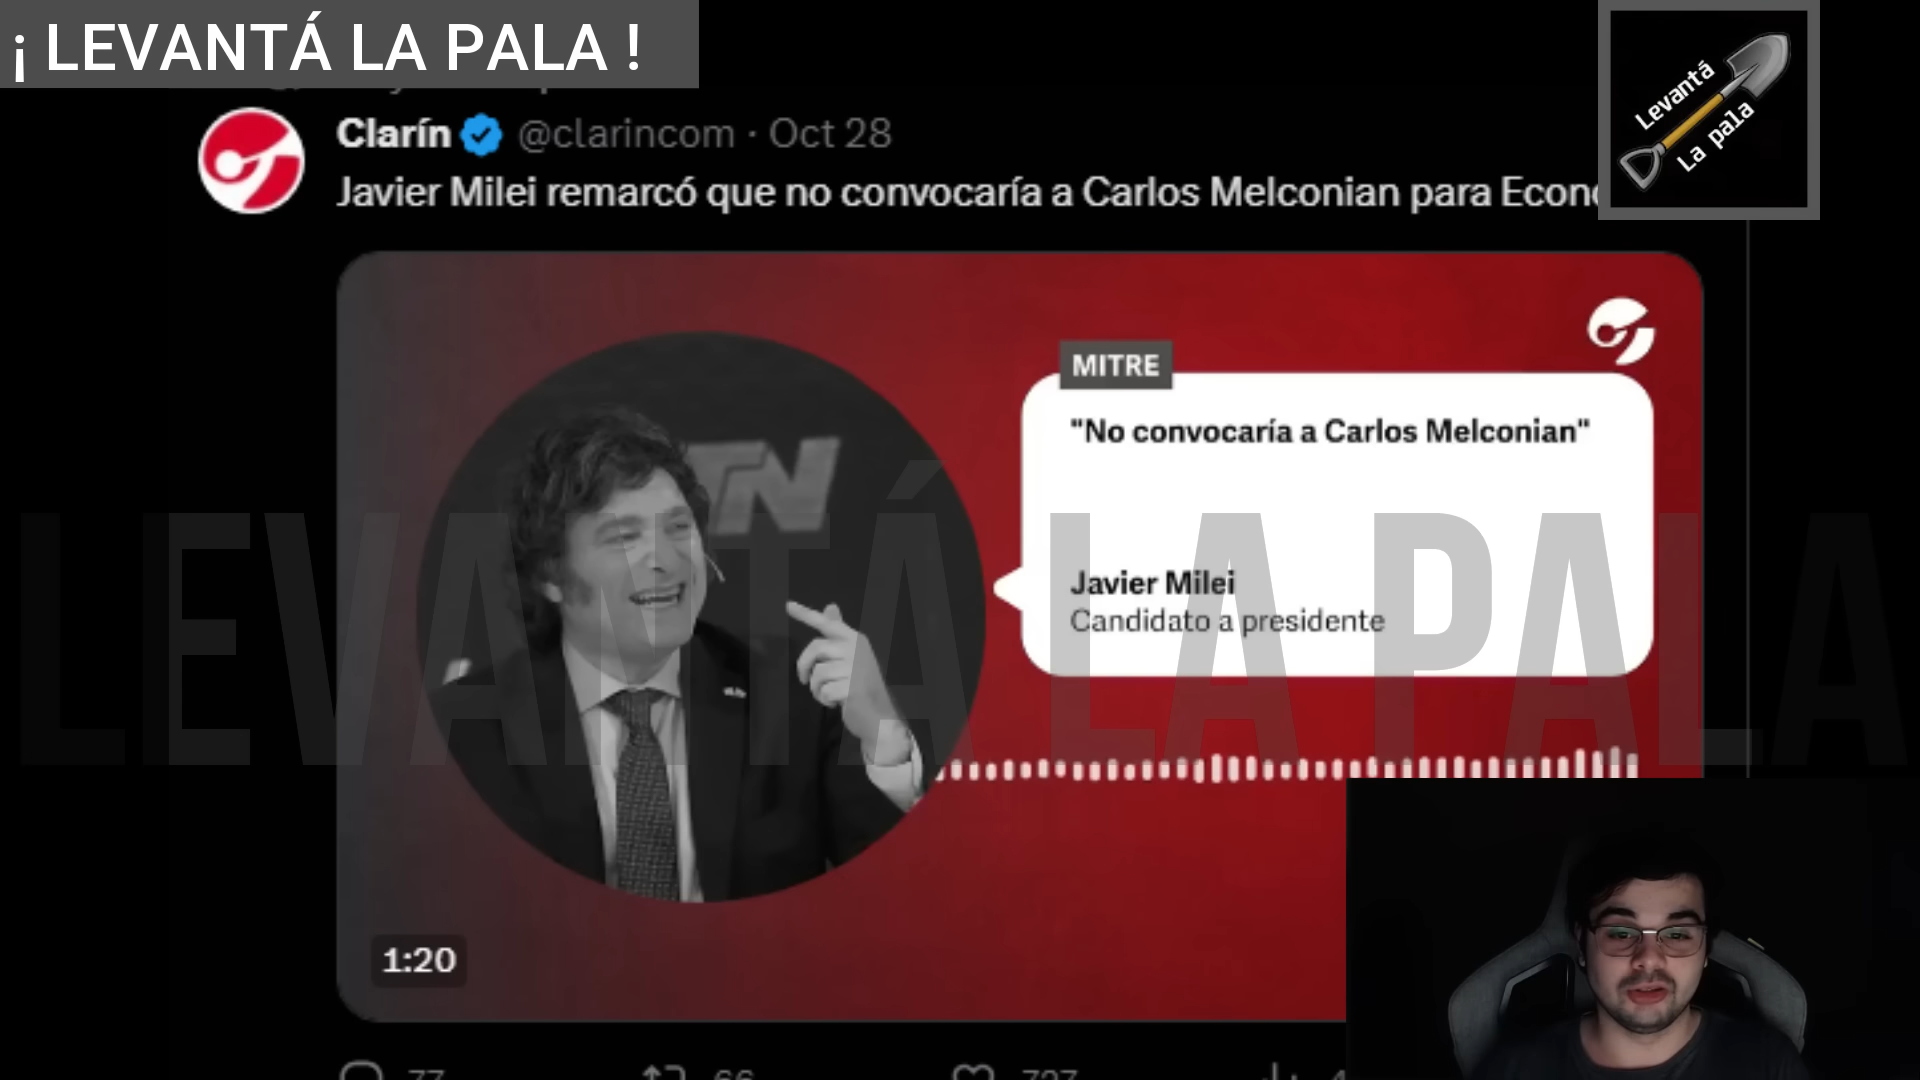 ¡ LEVANTÁ LA PALA !
Levantá
La pala
Clarín @clarincom · Oct 28
Javier Milei remarcó que no convocaría a Carlos Melconian para
MITRE
"No convocaría a Carlos Melconian"
TN
Javier Milei
Candidato a presidente
LEVANTÁ LA PALA
1:20